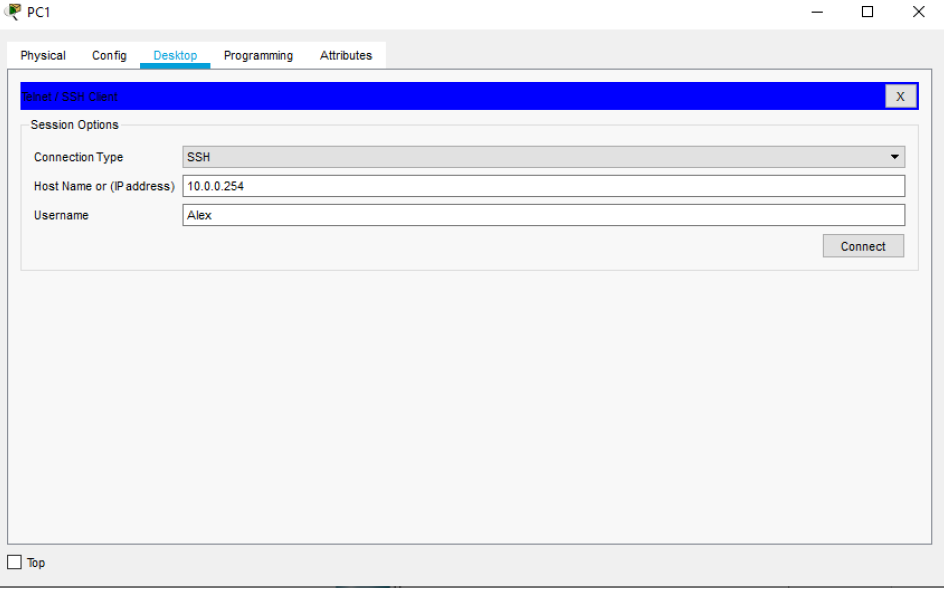 PC1
Physical Config Desktop Programming Attributes
Telnet / SSH Client X
Session Options
Connection Type SSH
Host Name or (IP address) 10.0.0.254
Username Alex
Connect
Top